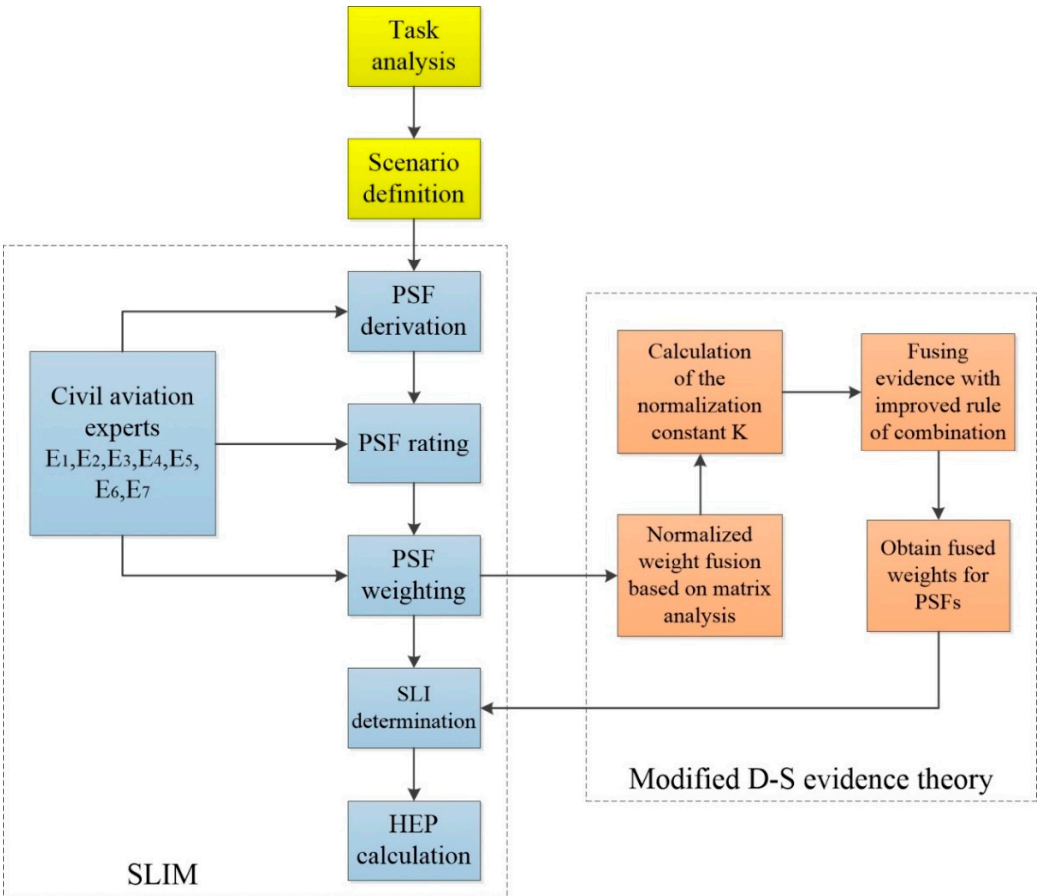 Task
analysis
Scenario
definition
PSF
derivation
Civil aviation
experts
E1,E2,E3,E4,E5,
E6,E7
PSF rating
PSF
weighting
SLI
determination
HEP
calculation
SLIM
Calculation
of the
normalization
constant K
Fusing
evidence with
improved rule
of combination
Normalized
weight fusion
based on matrix
analysis
Obtain fused
weights for
PSFs
Modified D-S evidence theory